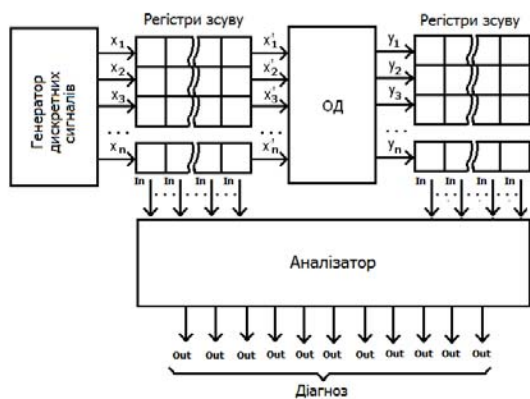 Регістри зсуву
Регістри зсуву
Генератор
дискретних
сигналів
x1
x2
x3
...
xn
x'1
x'2
x'3
...
x'n
ОД
y1
y2
y3
...
yn
In In In In
In In In In
Аналізатор
Out Out Out Out Out Out Out Out Out Out Out
Діагноз